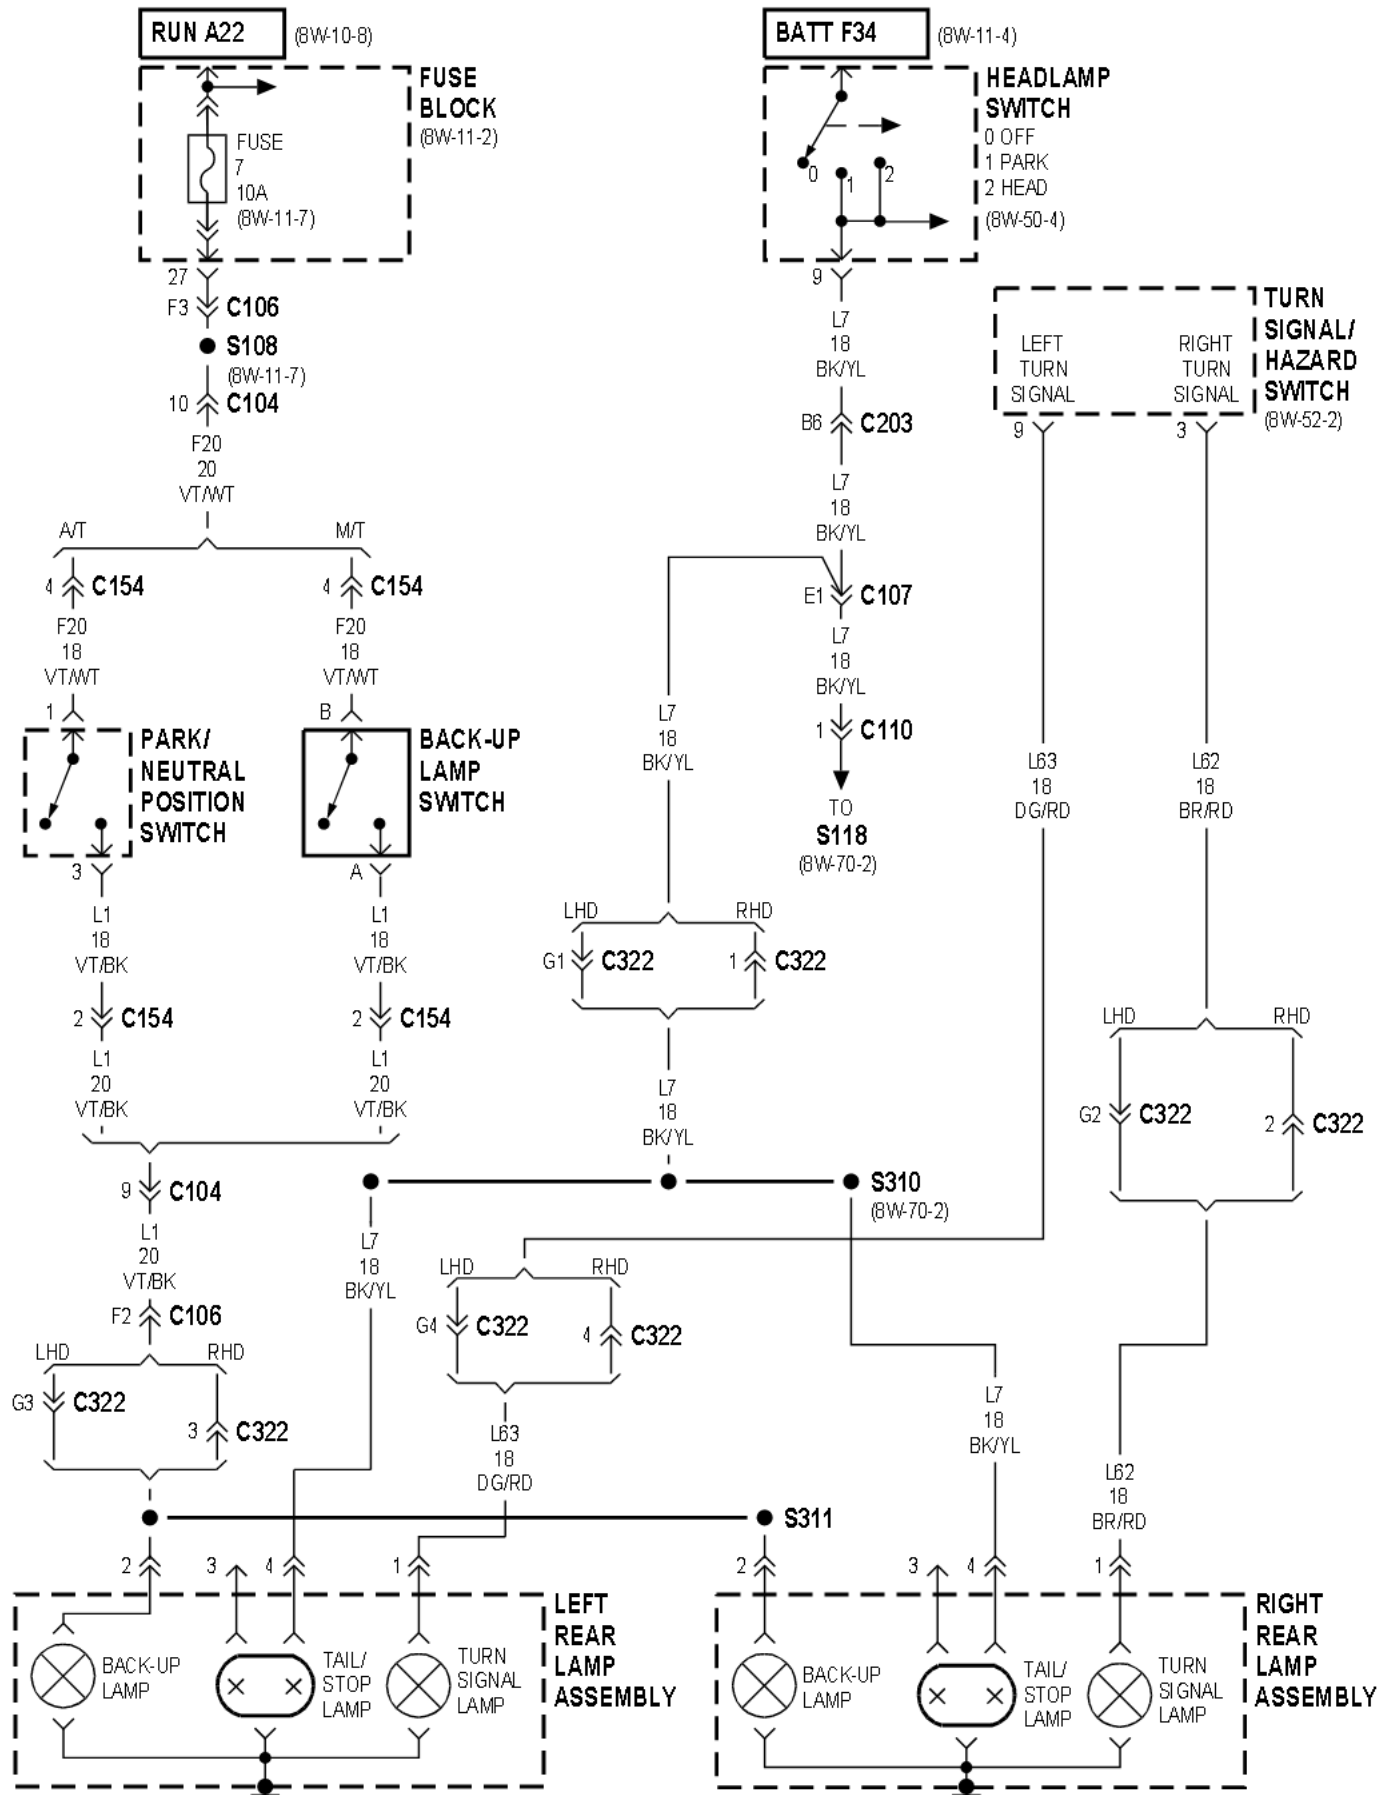 RUN A22
(8W-10-8)
FUSE
BLOCK
(8W-11-2)
FUSE
7
10A
(8W-11-7)
27
F3
C106
S108
(8W-11-7)
10
C104
F20
20
VT/WT
A/T
M/T
4
C154
4
C154
F20
18
VT/WT
F20
18
VT/WT
1
B
PARK/
NEUTRAL
POSITION
SWITCH
BACK-UP
LAMP
SWITCH
3
A
L1
18
VT/BK
L1
18
VT/BK
2
C154
2
C154
L1
20
VT/BK
L1
20
VT/BK
9
C104
L1
20
VT/BK
F2
C106
LHD
RHD
G3
C322
3
C322
BATT F34
(8W-11-4)
HEADLAMP
SWITCH
0 OFF
1 PARK
2 HEAD
(8W-50-4)
0
1
2
9
L7
18
BK/YL
B6
C203
L7
18
BK/YL
E1
C107
L7
18
BK/YL
1
C110
TO
S118
(8W-70-2)
L7
18
BK/YL
LHD
RHD
G1
C322
1
C322
L7
18
BK/YL
S310
(8W-70-2)
L7
18
BK/YL
LHD
RHD
G4
C322
4
C322
L63
18
DG/RD
L7
18
BK/YL
TURN
SIGNAL/
HAZARD
SWITCH
(8W-52-2)
LEFT
TURN
SIGNAL
RIGHT
TURN
SIGNAL
9
3
L63
18
DG/RD
L62
18
BR/RD
LHD
RHD
G2
C322
2
C322
L62
18
BR/RD
S311
2
3
4
1
2
3
4
1
LEFT
REAR
LAMP
ASSEMBLY
BACK-UP
LAMP
TAIL/
STOP
LAMP
TURN
SIGNAL
LAMP
RIGHT
REAR
LAMP
ASSEMBLY
BACK-UP
LAMP
TAIL/
STOP
LAMP
TURN
SIGNAL
LAMP